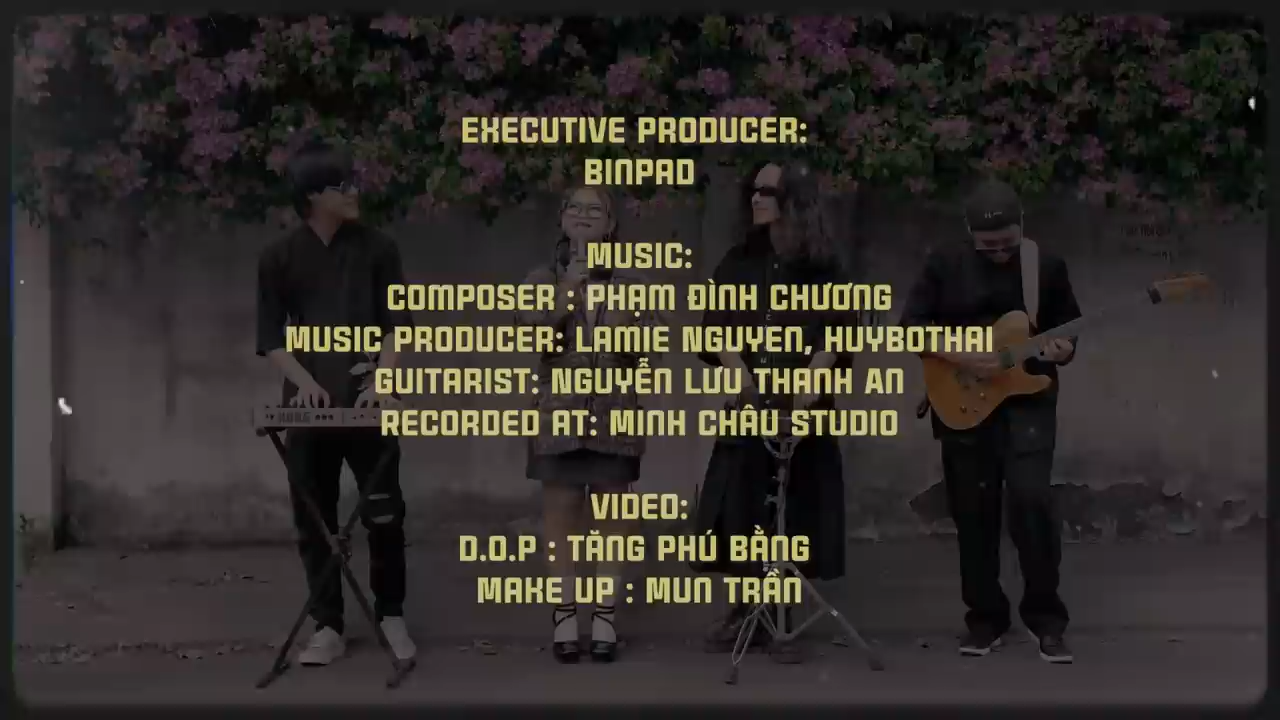 EXECUTIVE PRODUCER:
BINPAD
MUSIC:
COMPOSER : PHẠM ĐÌNH CHƯƠNG
MUSIC PRODUCER: LAMIE NGUYEN, HUYBOTHAI
GUITARIST: NGUYỄN LƯU THANH AN
RECORDED AT: MINH CHÂU STUDIO
VIDEO:
D.O.P : TĂNG PHÚ BẰNG
MAKE UP : MUN TRẦN
KORG